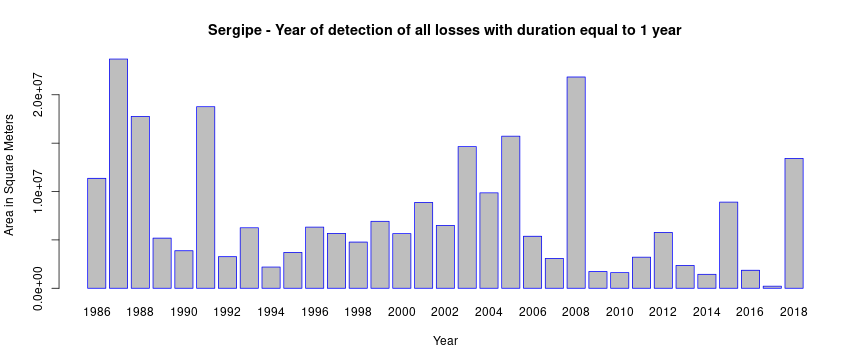 Sergipe - Year of detection of all losses with duration equal to 1 year
Area in Square Meters
2.0e+07
1.0e+07
0.0e+00
1986 1988 1990 1992 1994 1996 1998 2000 2002 2004 2006 2008 2010 2012 2014 2016 2018
Year